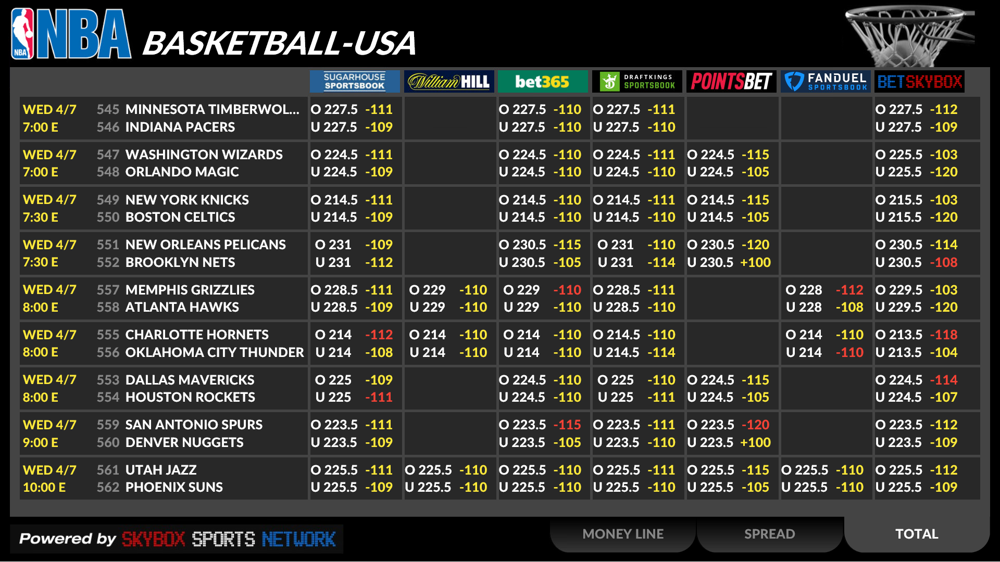 NBA NBA BASKETBALL-USA
SUGARHOUSE SPORTSBOOK William HILL bet365 DRAFTKINGS SPORTSBOOK POINTSBET FANDUEL SPORTSBOOK BETSKYBOX
WED 4/7 545 MINNESOTA TIMBERWOL... O 227.5 -111 O 227.5 -110 O 227.5 -111 O 227.5 -112
7:00 E 546 INDIANA PACERS U 227.5 -109 U 227.5 -110 U 227.5 -110 U 227.5 -109
WED 4/7 547 WASHINGTON WIZARDS O 224.5 -111 O 224.5 -110 O 224.5 -111 O 224.5 -115 O 225.5 -103
7:00 E 548 ORLANDO MAGIC U 224.5 -109 U 224.5 -110 U 224.5 -110 U 224.5 -105 U 225.5 -120
WED 4/7 549 NEW YORK KNICKS O 214.5 -111 O 214.5 -110 O 214.5 -111 O 214.5 -115 O 215.5 -103
7:30 E 550 BOSTON CELTICS U 214.5 -109 U 214.5 -110 U 214.5 -110 U 214.5 -105 U 215.5 -120
WED 4/7 551 NEW ORLEANS PELICANS O 231 -109 O 230.5 -115 O 231 -110 O 230.5 -120 O 230.5 -114
7:30 E 552 BROOKLYN NETS U 231 -112 U 230.5 -105 U 231 -114 U 230.5 +100 U 230.5 -108
WED 4/7 557 MEMPHIS GRIZZLIES O 228.5 -111 O 229 -110 O 229 -110 O 228.5 -111 O 228 -112 O 229.5 -103
8:00 E 558 ATLANTA HAWKS U 228.5 -109 U 229 -110 U 229 -110 U 228.5 -110 U 228 -108 U 229.5 -120
WED 4/7 555 CHARLOTTE HORNETS O 214 -112 O 214 -110 O 214 -110 O 214.5 -110 O 214 -110 O 213.5 -118
8:00 E 556 OKLAHOMA CITY THUNDER U 214 -108 U 214 -110 U 214 -110 U 214.5 -114 U 214 -110 U 213.5 -104
WED 4/7 553 DALLAS MAVERICKS O 225 -109 O 224.5 -110 O 225 -110 O 224.5 -115 O 224.5 -114
8:00 E 554 HOUSTON ROCKETS U 225 -111 U 224.5 -110 U 225 -111 U 224.5 -105 U 224.5 -107
WED 4/7 559 SAN ANTONIO SPURS O 223.5 -111 O 223.5 -115 O 223.5 -111 O 223.5 -120 O 223.5 -112
9:00 E 560 DENVER NUGGETS U 223.5 -109 U 223.5 -105 U 223.5 -110 U 223.5 +100 U 223.5 -109
WED 4/7 561 UTAH JAZZ O 225.5 -111 O 225.5 -110 O 225.5 -110 O 225.5 -111 O 225.5 -115 O 225.5 -110 O 225.5 -112
10:00 E 562 PHOENIX SUNS U 225.5 -109 U 225.5 -110 U 225.5 -110 U 225.5 -110 U 225.5 -105 U 225.5 -110 U 225.5 -109
Powered by SKYBOX SPORTS NETWORK MONEY LINE SPREAD TOTAL